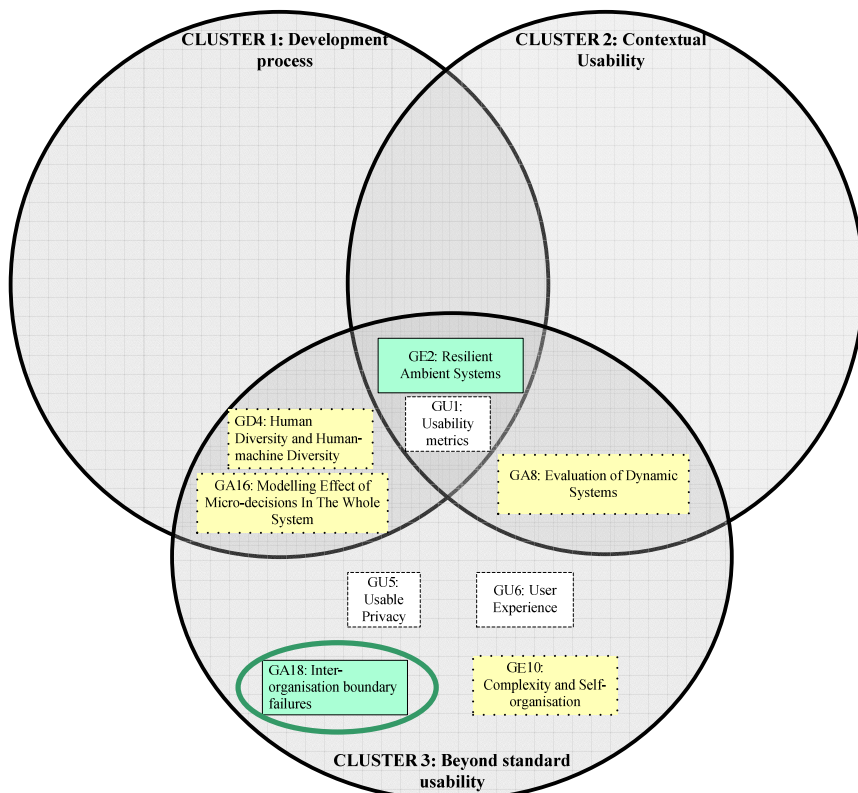 CLUSTER 1: Development
process
CLUSTER 2: Contextual
Usability
GE2: Resilient
Ambient Systems
GU1:
Usability
metrics
GD4: Human
Diversity and Human-
machine Diversity
GA16: Modelling Effect of
Micro-decisions In The Whole
System
GA8: Evaluation of Dynamic
Systems
GU5:
Usable
Privacy
GU6: User
Experience
GA18: Inter-
organisation boundary
failures
GE10:
Complexity and Self-
organisation
CLUSTER 3: Beyond standard
usability